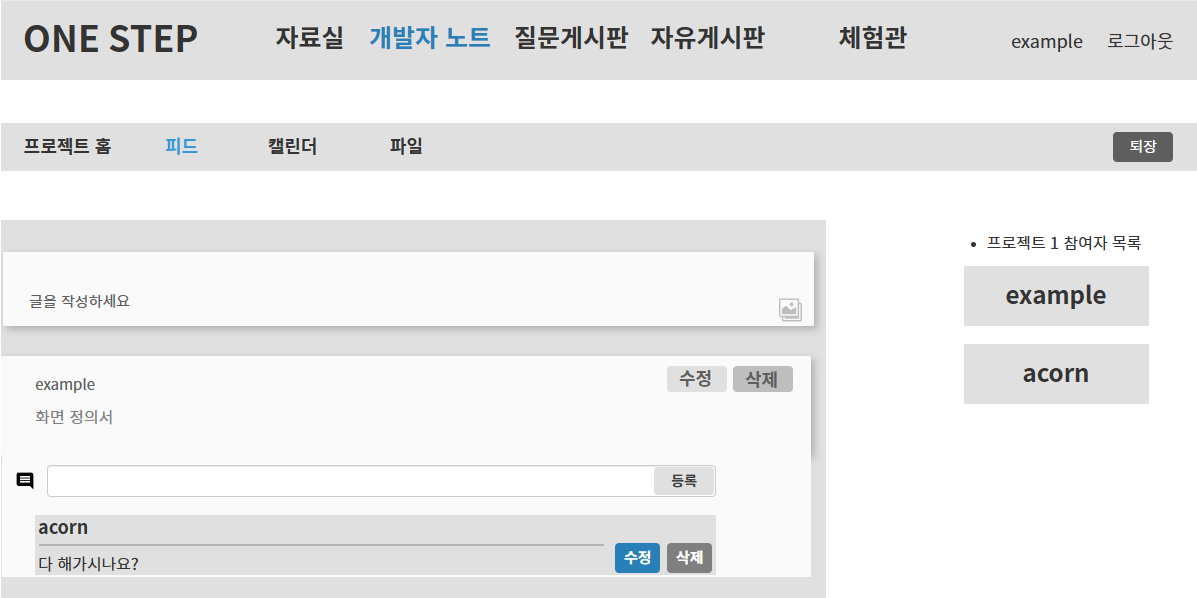 ONE STEP 자료실 개발자 노트 질문게시판 자유게시판 체험관 example 로그아웃
프로젝트 홈 피드 캘린더 파일 퇴장
프로젝트 1 참여자 목록
example
acorn
글을 작성하세요
example 수정 삭제
화면 정의서
등록
acorn
다 해가시나요? 수정 삭제